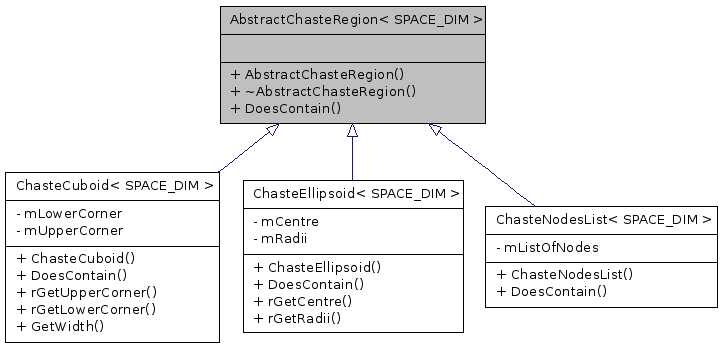 AbstractChasteRegion< SPACE_DIM >
+ AbstractChasteRegion()
+ ~AbstractChasteRegion()
+ DoesContain()
ChasteCuboid< SPACE_DIM >
- mLowerCorner
- mUpperCorner
+ ChasteCuboid()
+ DoesContain()
+ rGetUpperCorner()
+ rGetLowerCorner()
+ GetWidth()
ChasteEllipsoid< SPACE_DIM >
- mCentre
- mRadii
+ ChasteEllipsoid()
+ DoesContain()
+ rGetCentre()
+ rGetRadii()
ChasteNodesList< SPACE_DIM >
- mListOfNodes
+ ChasteNodesList()
+ DoesContain()